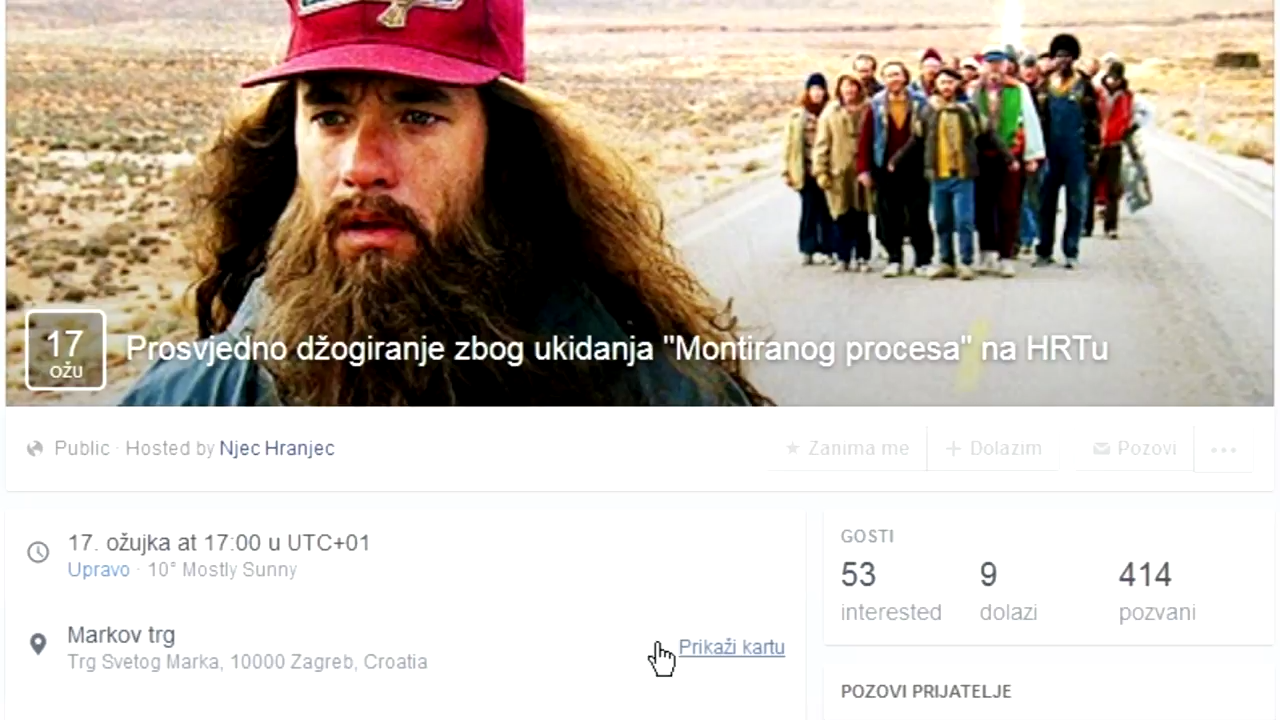 17
OŽU
Prosvjedno džogiranje zbog ukidanja "Montiranog procesa" na HRTu
Public · Hosted by Njec Hranjec
Zanima me
Dolazim
Pozovi
17. ožujka at 17:00 u UTC+01
Upravo · 10° Mostly Sunny
Markov trg
Trg Svetog Marka, 10000 Zagreb, Croatia
Prikaži kartu
GOSTI
53 9 414
interested dolazi pozvani
POZOVI PRIJATELJE